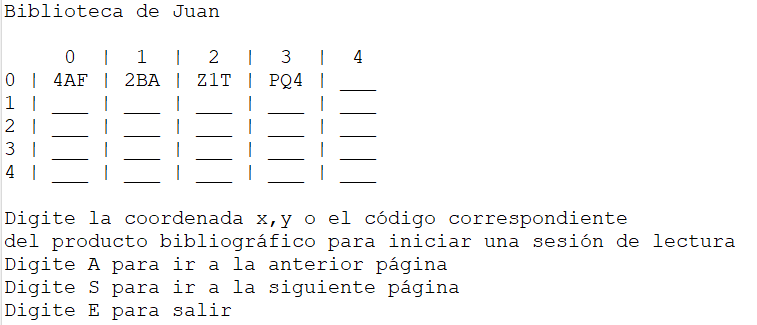 Biblioteca de Juan
0 | 1 | 2 | 3 | 4
0 | 4AF | 2BA | Z1T | PQ4 | ___
1 | ___ | ___ | ___ | ___ | ___
2 | ___ | ___ | ___ | ___ | ___
3 | ___ | ___ | ___ | ___ | ___
4 | ___ | ___ | ___ | ___ | ___
Digite la coordenada x,y o el código correspondiente
del producto bibliográfico para iniciar una sesión de lectura
Digite A para ir a la anterior página
Digite S para ir a la siguiente página
Digite E para salir